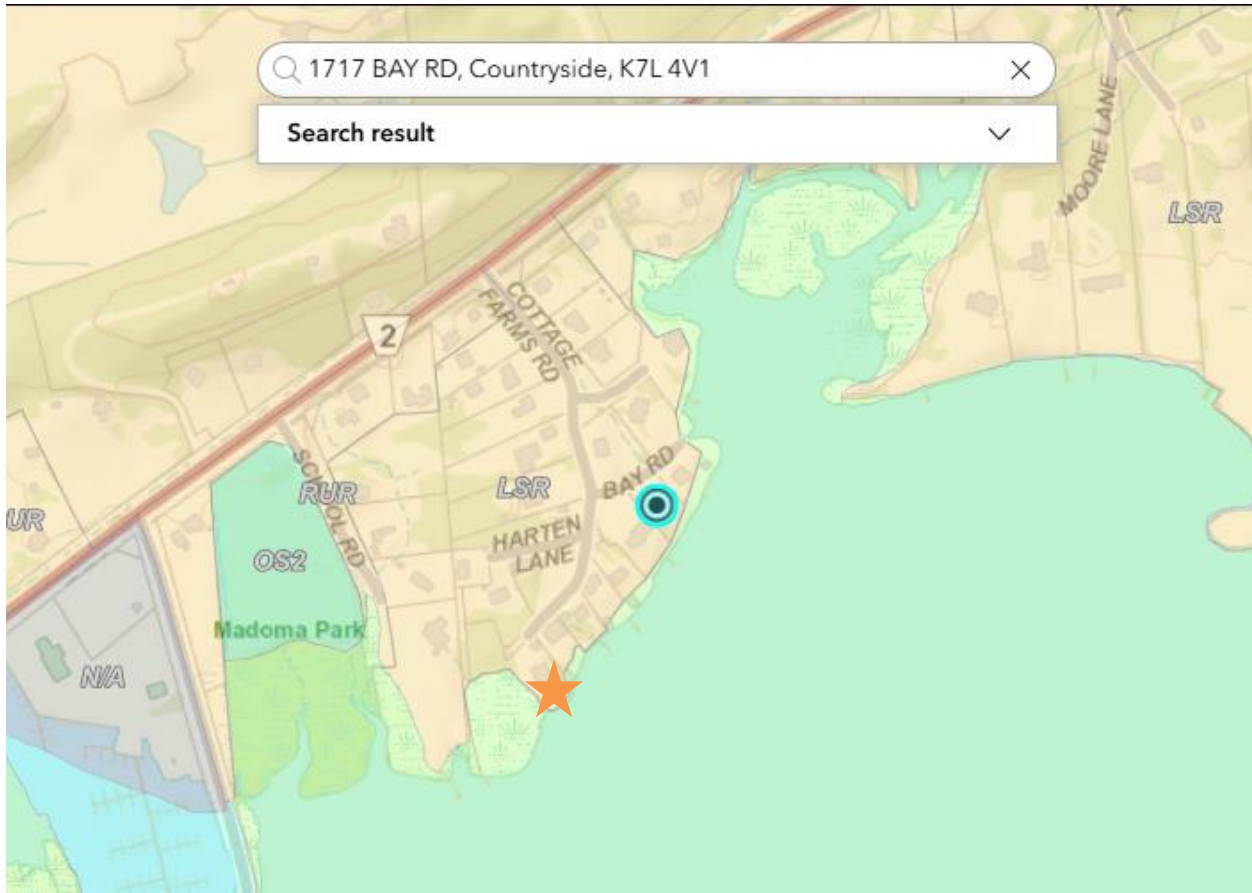 1717 BAY RD, Countryside, K7L 4V1
Search result
MOORE LANE
LSR
COTTAGE
FARMS RD
2
SCHOOL RD
RUR
LSR
BAY RD
UR
HARTEN
LANE
OS2
Madoma Park
N/A